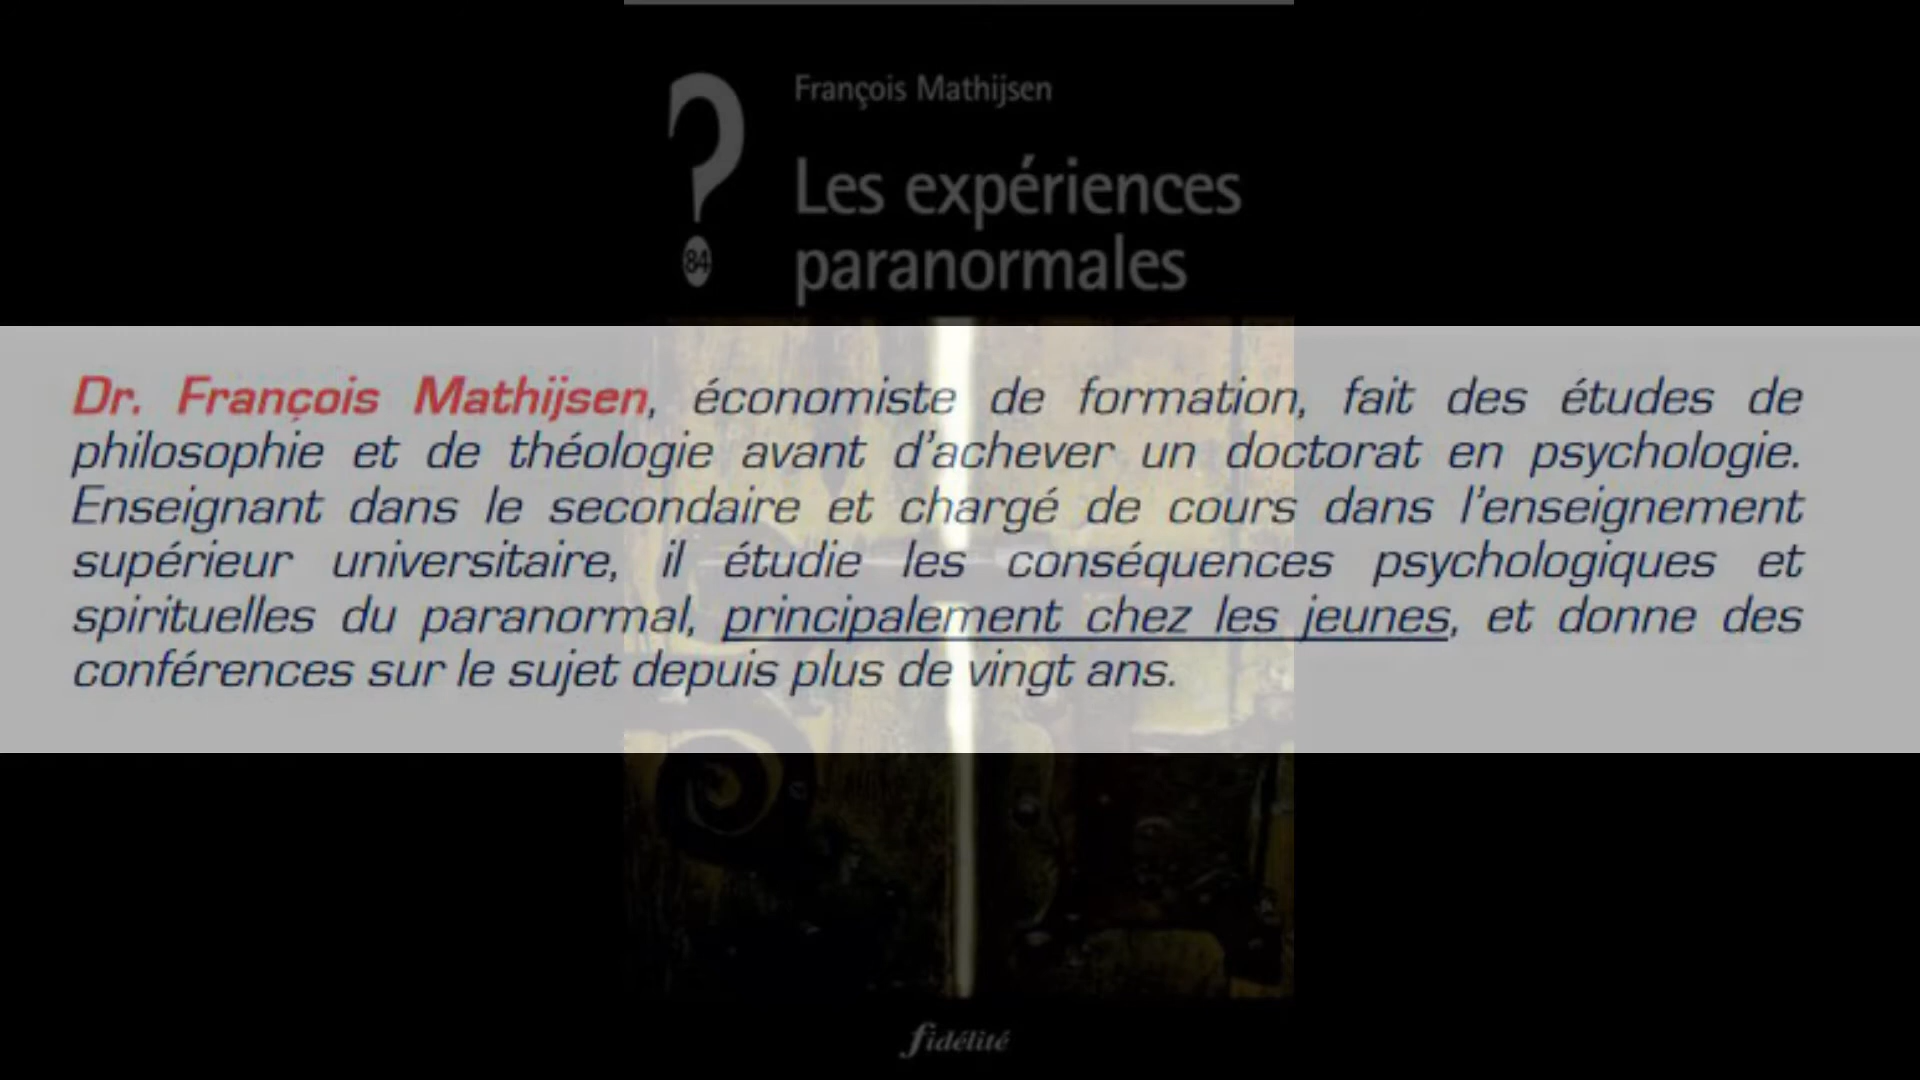 François Mathijsen
?
84
Les expériences
paranormales
Dr. François Mathijsen, économiste de formation, fait des études de
philosophie et de théologie avant d'achever un doctorat en psychologie.
Enseignant dans le secondaire et chargé de cours dans l'enseignement
supérieur universitaire, il étudie les conséquences psychologiques et
spirituelles du paranormal, principalement chez les jeunes, et donne des
conférences sur le sujet depuis plus de vingt ans.
fidélité